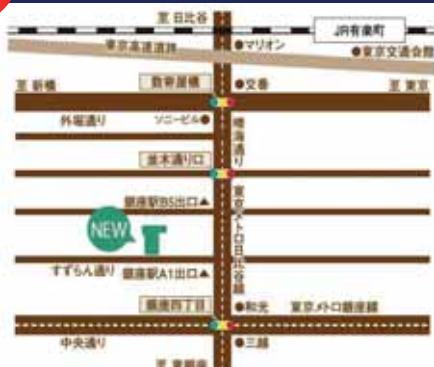 至 日比谷
JR有楽町
東京高速道路
●マリオン
●東京交通会館
至 新橋
数寄屋橋
●交番
至 東京
外堀通り
ソニービル●
晴海通り
並木通り口
銀座駅B5出口▲
東京メトロ日比谷線
NEW
すずらん通り
銀座駅A1出口▲
銀座四丁目
●和光
東京メトロ銀座線
中央通り
●三越
至 東銀座